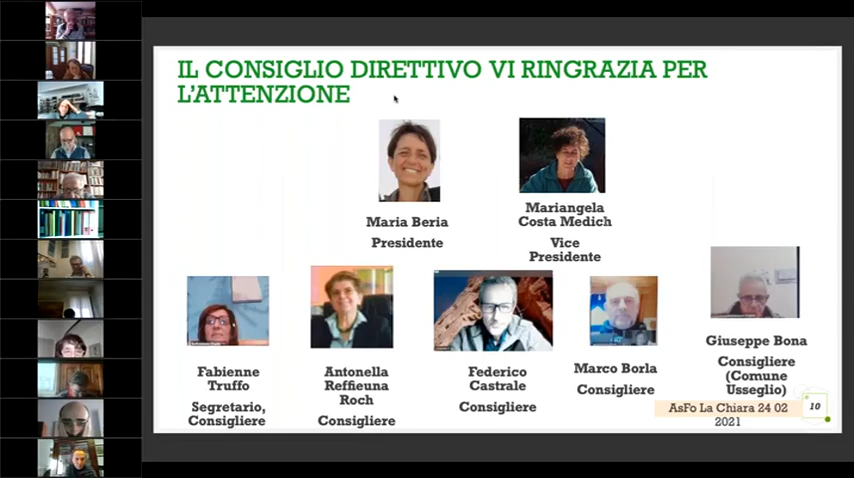 IL CONSIGLIO DIRETTIVO VI RINGRAZIA PER
L'ATTENZIONE
Maria Beria
Presidente
Mariangela
Costa Medich
Vice
Presidente
Fabienne
Truffo
Segretario,
Consigliere
Antonella
Reffieuna
Roch
Consigliere
Federico
Castrale
Consigliere
Marco Borla
Consigliere
Giuseppe Bona
Consigliere
(Comune
Usseglio)
AsFo La Chiara 24 02
2021
10